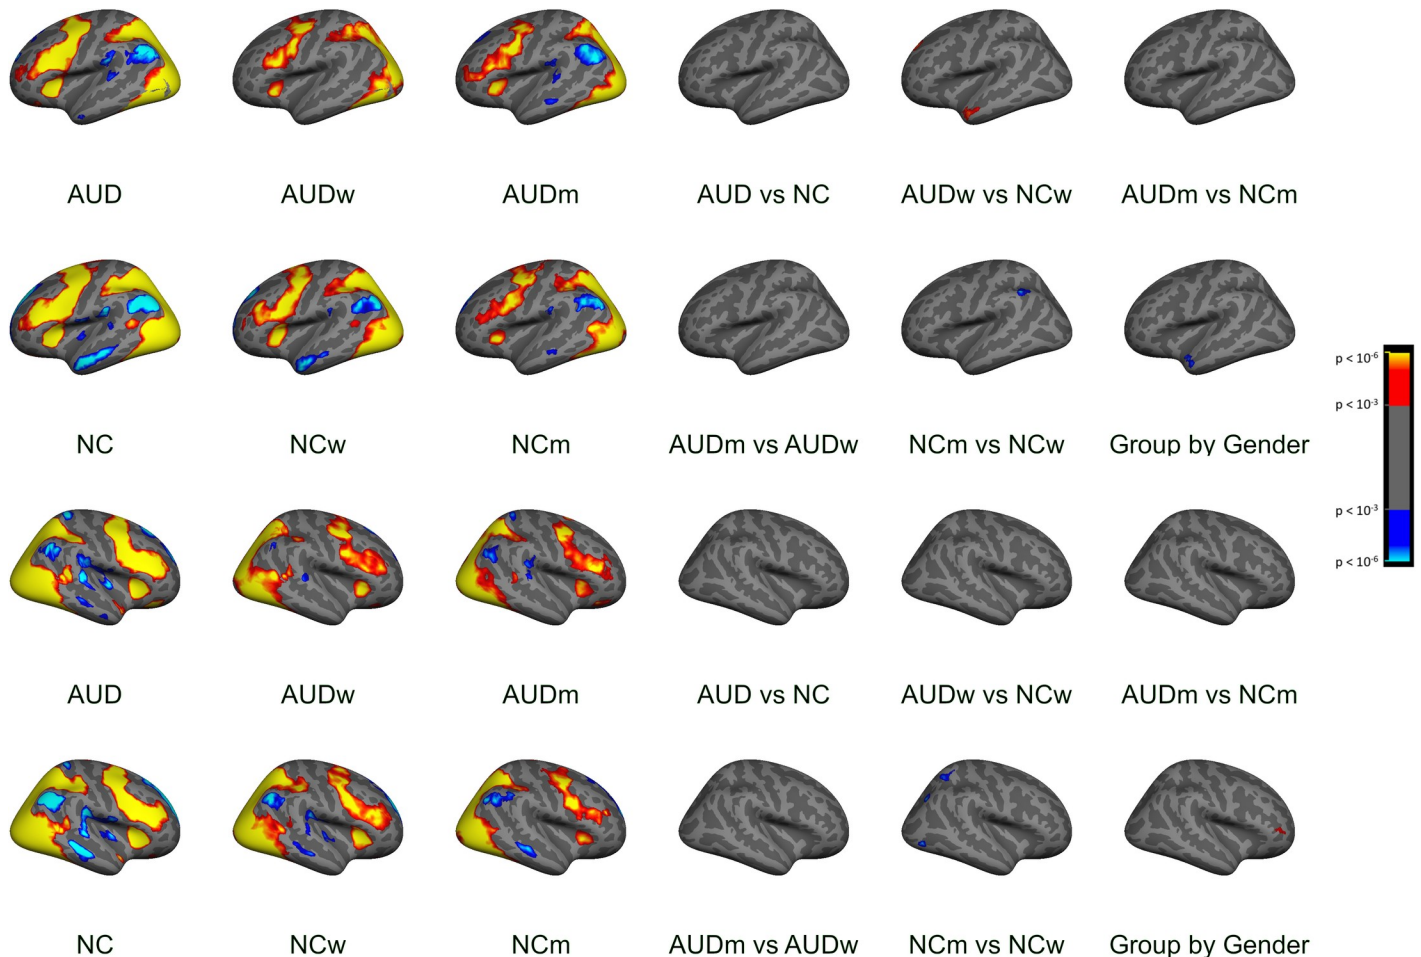 AUD AUDw AUDm AUD vs NC AUDw vs NCw AUDm vs NCm
NC NCw NCm AUDm vs AUDw NCm vs NCw Group by Gender
p < 10⁻⁶
p < 10⁻³
p < 10⁻³
p < 10⁻⁶
AUD AUDw AUDm AUD vs NC AUDw vs NCw AUDm vs NCm
NC NCw NCm AUDm vs AUDw NCm vs NCw Group by Gender